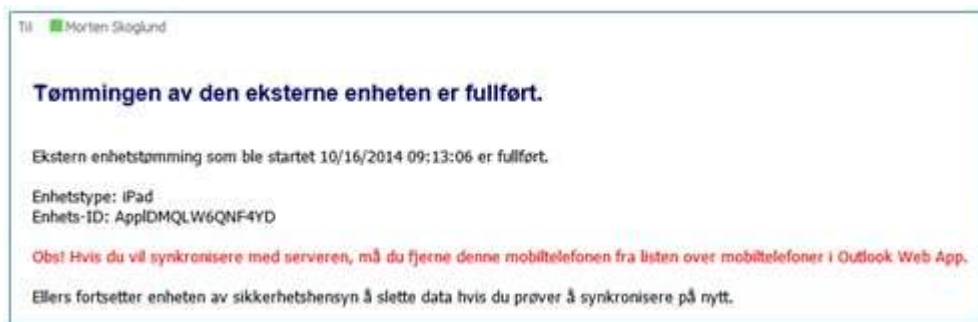 Til Morten Skoglund
Tømmingen av den eksterne enheten er fullført.
Ekstern enhetstømming som ble startet 10/16/2014 09:13:06 er fullført.
Enhetstype: iPad
Enhets-ID: ApplDMQLW6QNF4YD
Obs! Hvis du vil synkronisere med serveren, må du fjerne denne mobiltelefonen fra listen over mobiltelefoner i Outlook Web App.
Ellers fortsetter enheten av sikkerhetshensyn å slette data hvis du prøver å synkronisere på nytt.